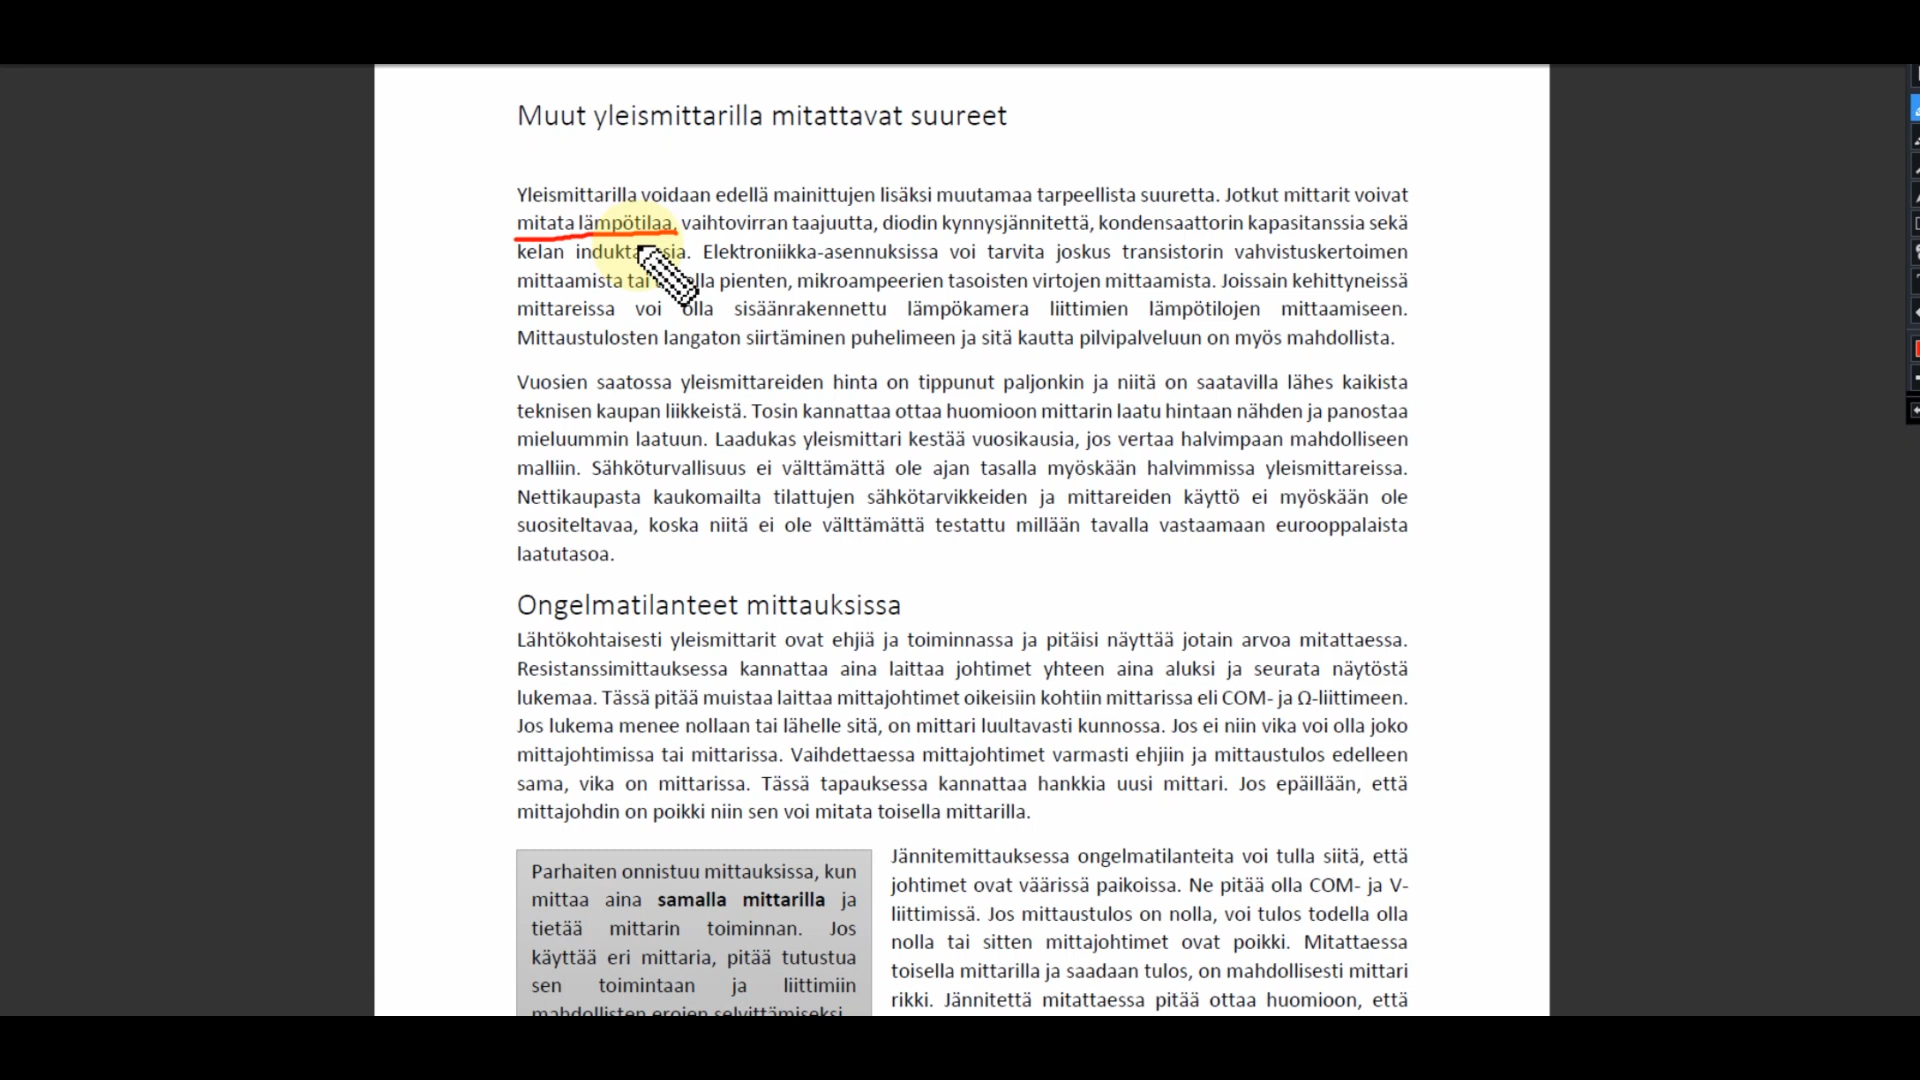 Muut yleismittarilla mitattavat suureet
Yleismittarilla voidaan edellä mainittujen lisäksi muutamaa tarpeellista suuretta. Jotkut mittarit voivat
mitata lämpötilaa, vaihtovirran taajuutta, diodin kynnysjännitettä, kondensaattorin kapasitanssia sekä
kelan induktanssia. Elektroniikka-asennuksissa voi tarvita joskus transistorin vahvistuskertoimen
mittaamista tai pienten, mikroampeerien tasoisten virtojen mittaamista. Joissain kehittyneissä
mittareissa voi olla sisäänrakennettu lämpökamera liittimien lämpötilojen mittaamiseen.
Mittaustulosten langaton siirtäminen puhelimeen ja sitä kautta pilvipalveluun on myös mahdollista.
Vuosien saatossa yleismittareiden hinta on tippunut paljonkin ja niitä on saatavilla lähes kaikista
teknisen kaupan liikkeistä. Tosin kannattaa ottaa huomioon mittarin laatu hintaan nähden ja panostaa
mieluummin laatuun. Laadukas yleismittari kestää vuosikausia, jos vertaa halvimpaan mahdolliseen
malliin. Sähköturvallisuus ei välttämättä ole ajan tasalla myöskään halvimmissa yleismittareissa.
Nettikaupasta kaukomailta tilattujen sähkötarvikkeiden ja mittareiden käyttö ei myöskään ole
suositeltavaa, koska niitä ei ole välttämättä testattu millään tavalla vastaamaan eurooppalaista
laatutasoa.
Ongelmatilanteet mittauksissa
Lähtökohtaisesti yleismittarit ovat ehjiä ja toiminnassa ja pitäisi näyttää jotain arvoa mitattaessa.
Resistanssimittauksessa kannattaa aina laittaa johtimet yhteen aina aluksi ja seurata näytöstä
lukemaa. Tässä pitää muistaa laittaa mittajohtimet oikeisiin kohtiin mittarissa eli COM- ja Ω-liittimeen.
Jos lukema menee nollaan tai lähelle sitä, on mittari luultavasti kunnossa. Jos ei niin vika voi olla joko
mittajohtimissa tai mittarissa. Vaihdettaessa mittajohtimet varmasti ehjiin ja mittaustulos edelleen
sama, vika on mittarissa. Tässä tapauksessa kannattaa hankkia uusi mittari. Jos epäillään, että
mittajohdin on poikki niin sen voi mitata toisella mittarilla.
Parhaiten onnistuu mittauksissa, kun
mittaa aina samalla mittarilla ja
tietää mittarin toiminnan. Jos
käyttää eri mittaria, pitää tutustua
sen toimintaan ja liittimiin
mahdollisten erojen selvittämiseksi.
Jännitemittauksessa ongelmatilanteita voi tulla siitä, että
johtimet ovat väärissä paikoissa. Ne pitää olla COM- ja V-
liittimissä. Jos mittaustulos on nolla, voi tulos todella olla
nolla tai sitten mittajohtimet ovat poikki. Mitattaessa
toisella mittarilla ja saadaan tulos, on mahdollisesti mittari
rikki. Jännitettä mitattaessa pitää ottaa huomioon, että